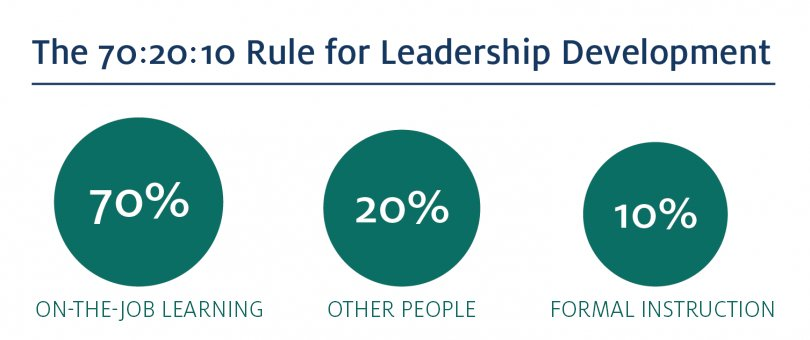 The 70:20:10 Rule for Leadership Development
70%
20%
10%
ON-THE-JOB LEARNING
OTHER PEOPLE
FORMAL INSTRUCTION